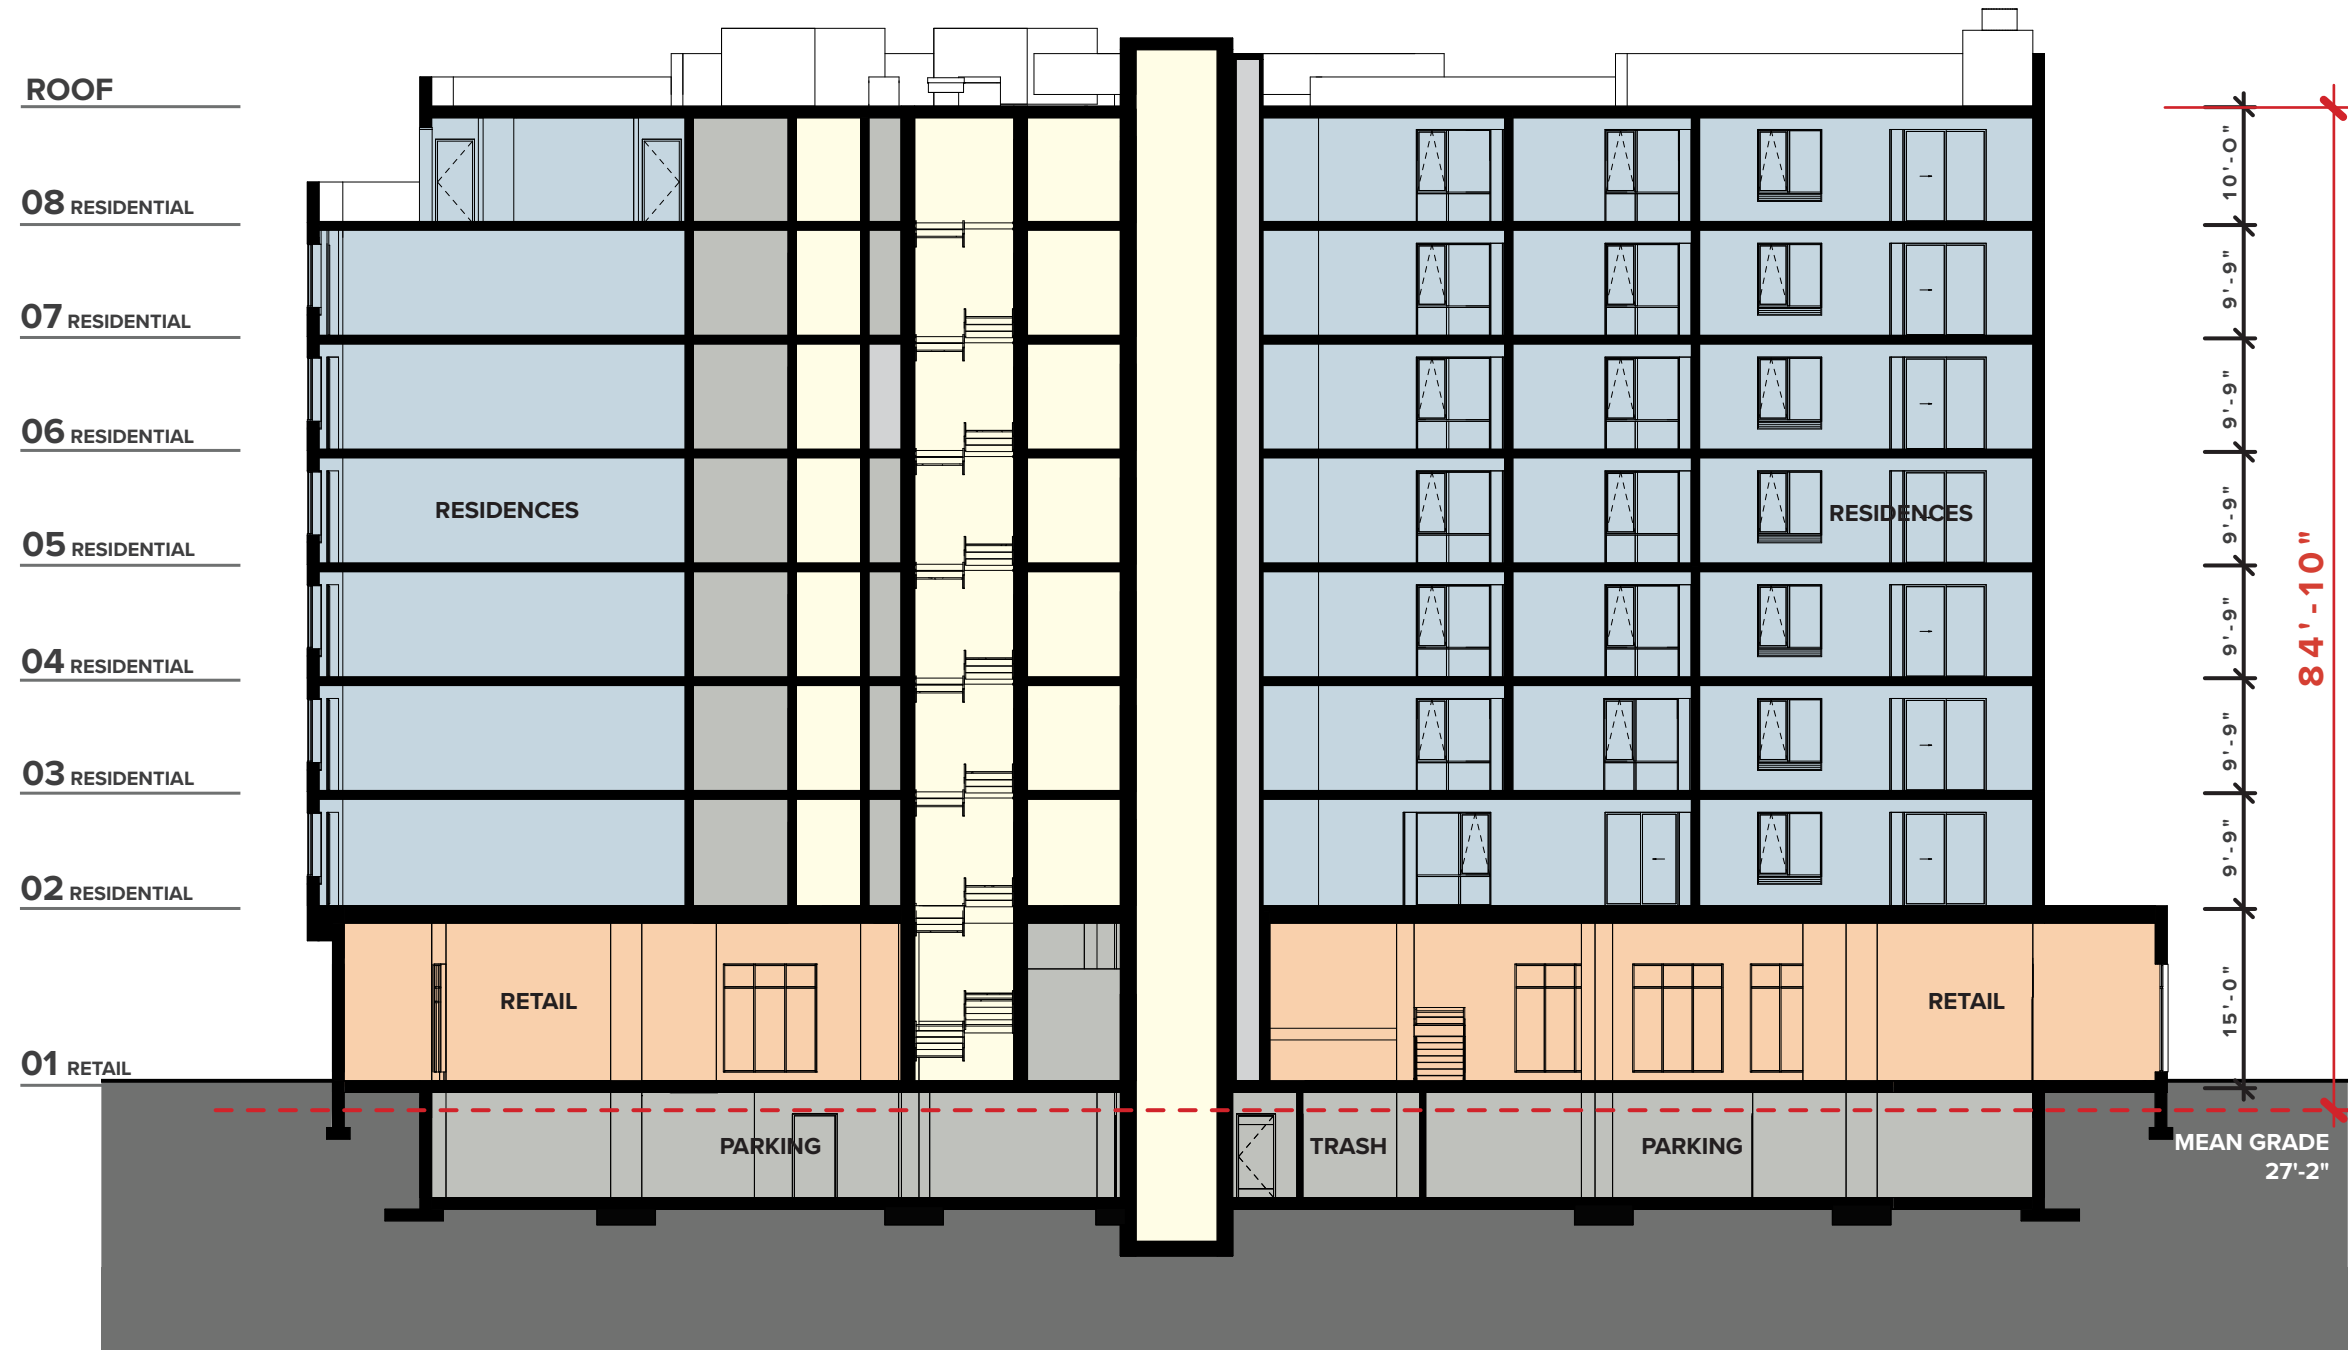 ROOF
10'-0"
08 RESIDENTIAL
9'-9"
07 RESIDENTIAL
9'-9"
06 RESIDENTIAL
RESIDENCES
RESIDENCES
9'-9"
05 RESIDENTIAL
84'-10"
9'-9"
04 RESIDENTIAL
9'-9"
03 RESIDENTIAL
9'-9"
02 RESIDENTIAL
RETAIL
RETAIL
15'-0"
01 RETAIL
PARKING
TRASH
PARKING
MEAN GRADE
27'-2"